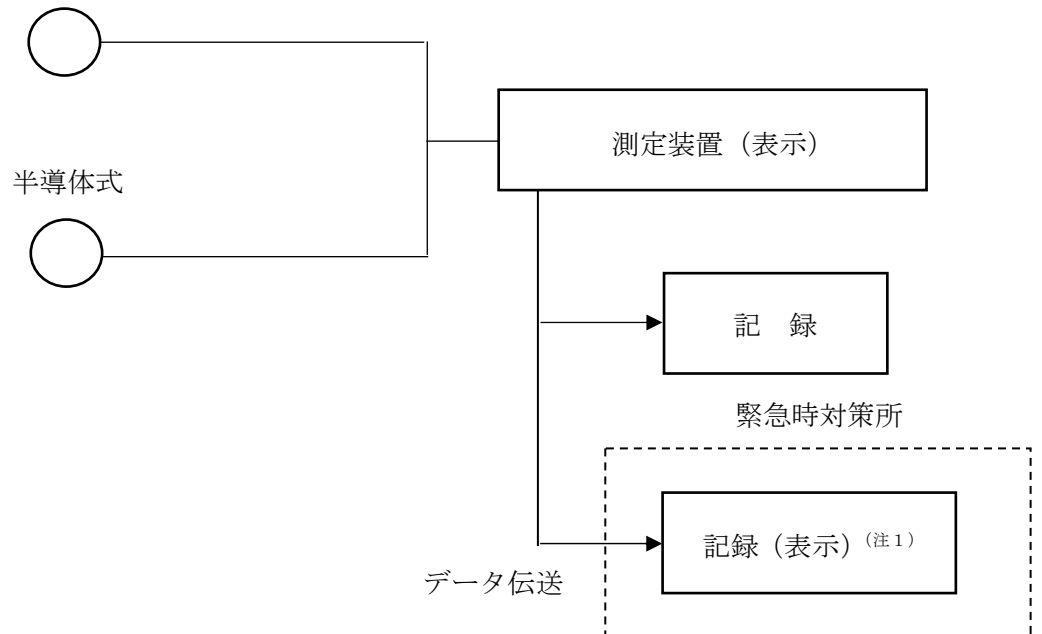 測定装置（表示）
半導体式
記　録
緊急時対策所
記録（表示）（注１）
データ伝送